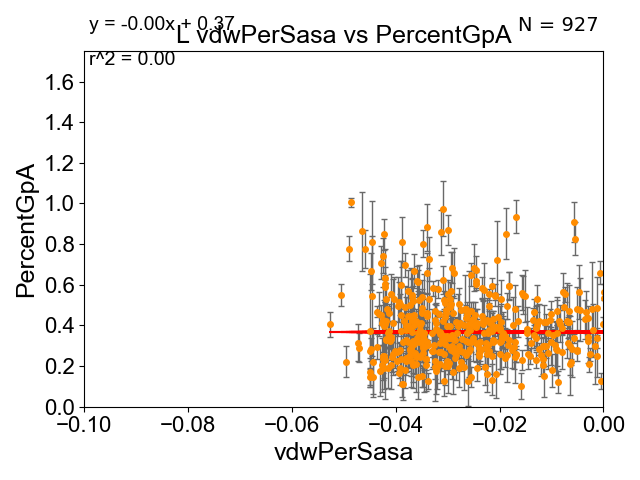 y = -0.00x + 0.37
N = 927
L vdwPerSasa vs PercentGpA
r^2 = 0.00
1.6
1.4
1.2
1.0
0.8
0.6
0.4
0.2
0.0
PercentGpA
−0.10
−0.08
−0.06
−0.04
−0.02
0.00
vdwPerSasa